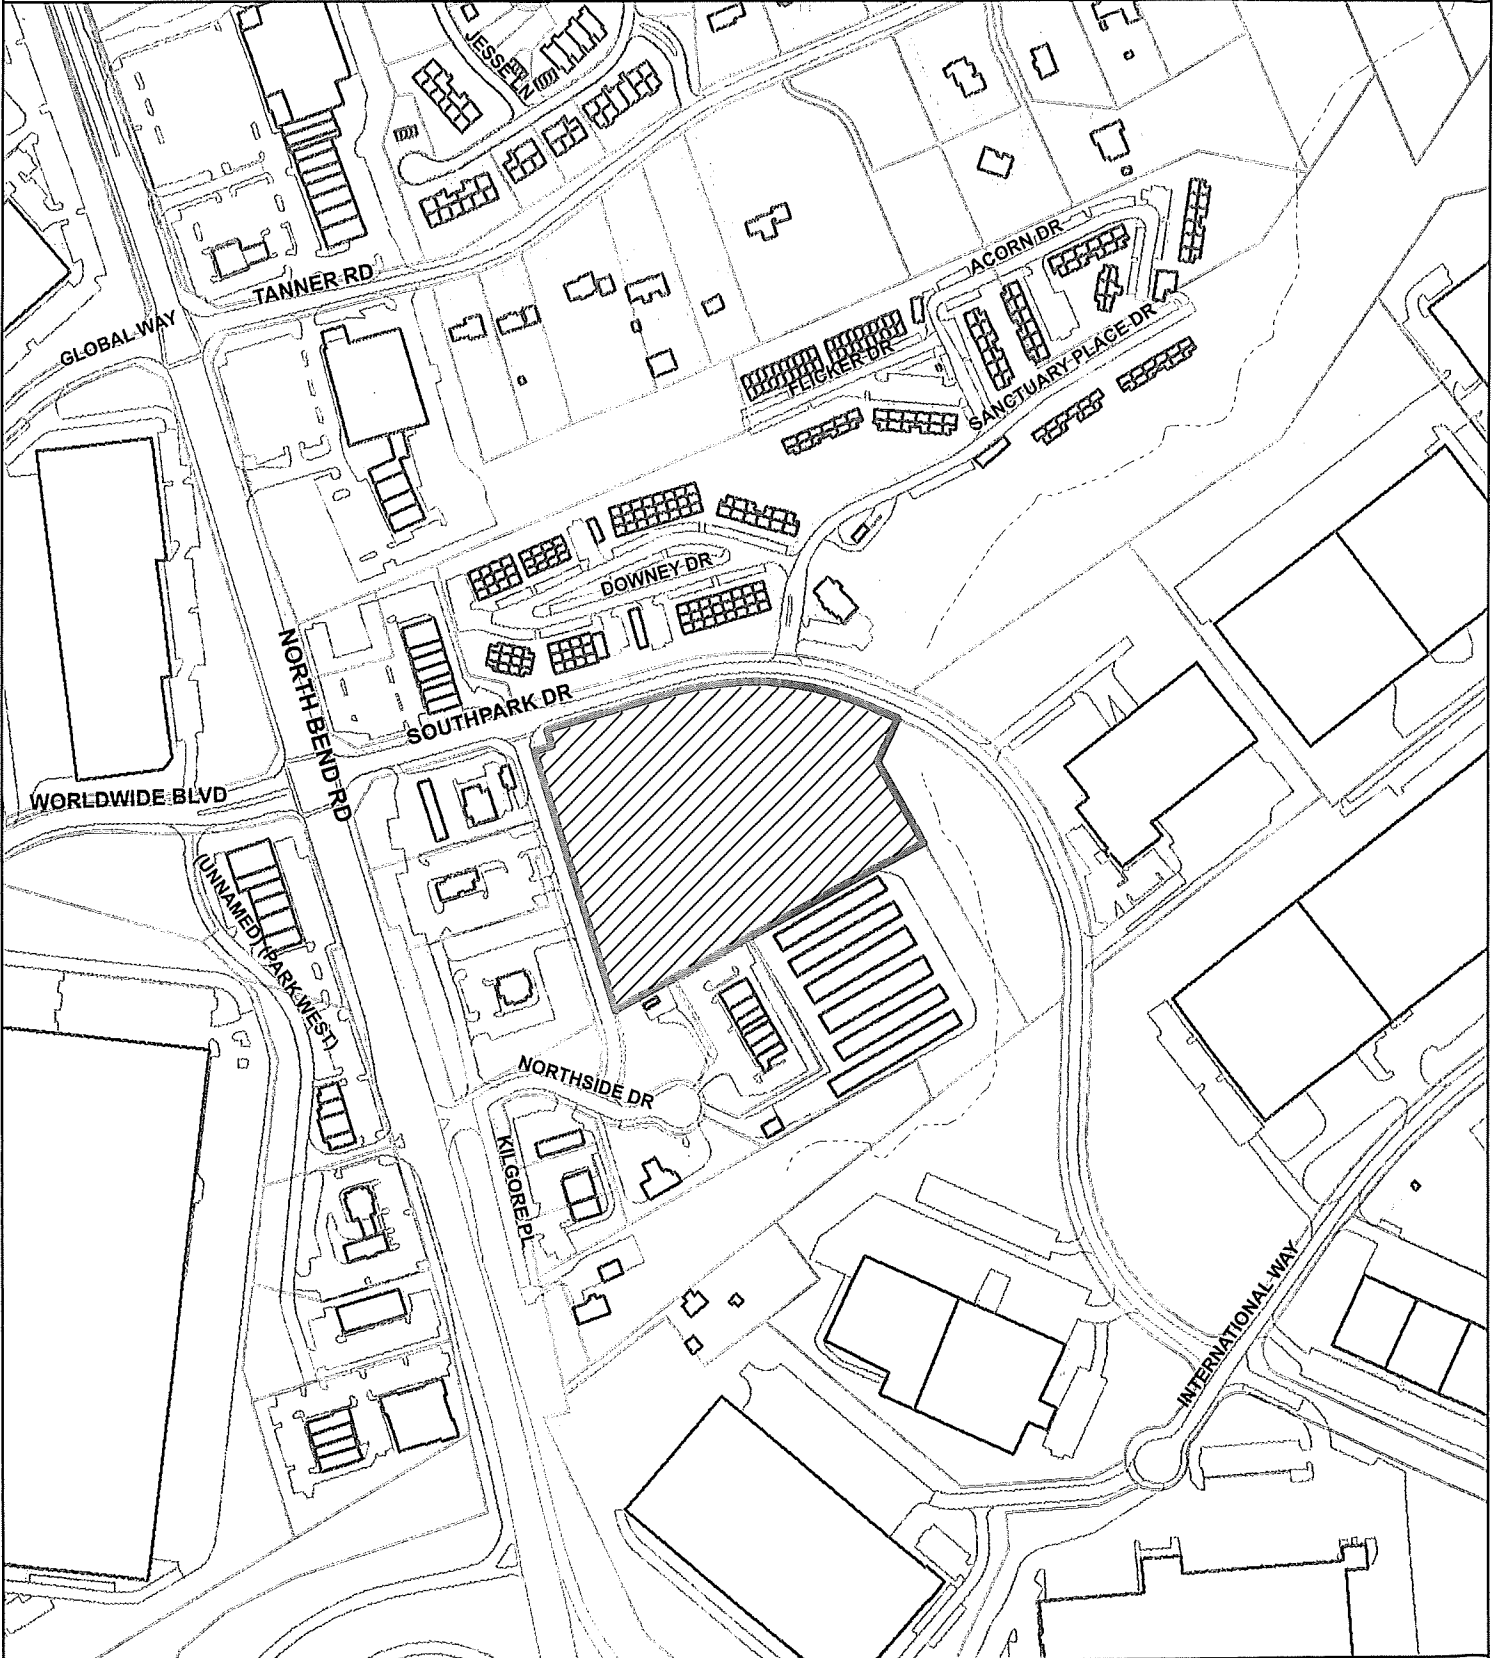 JESSE LN
TANNER RD
GLOBAL WAY
ACORN DR
FLICKER DR
SANCTUARY PLACE DR
DOWNEY DR
NORTH BEND RD
SOUTHPARK DR
WORLDWIDE BLVD
(UNNAMED) (PARK WEST)
NORTHSIDE DR
KILGORE PL
INTERNATIONAL WAY